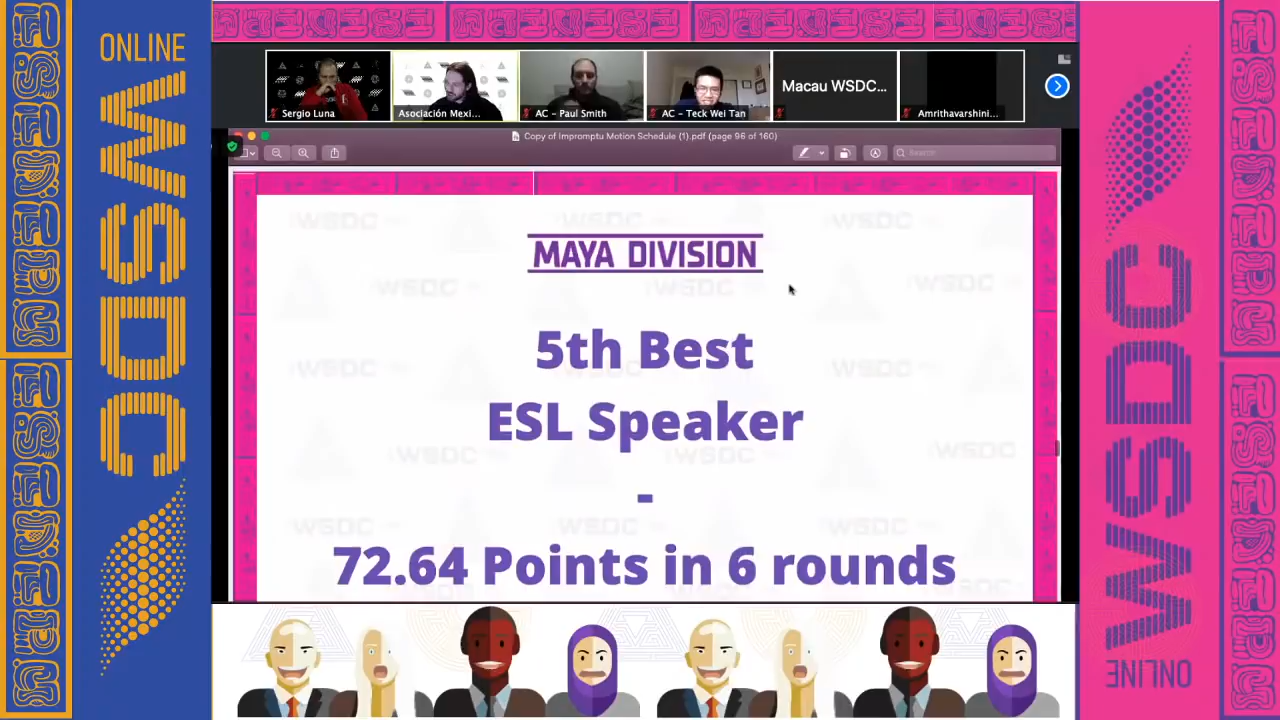 ONLINE
WSDC
Sergio Luna
Asociación Mexi...
AC - Paul Smith
AC - Teck Wei Tan
Macau WSDC...
Amrithavarshini...
Copy of Impromptu Motion Schedule (1).pdf (page 96 of 160)
Search
MAYA DIVISION
5th Best
ESL Speaker
-
72.64 Points in 6 rounds
WSDC
ONLINE